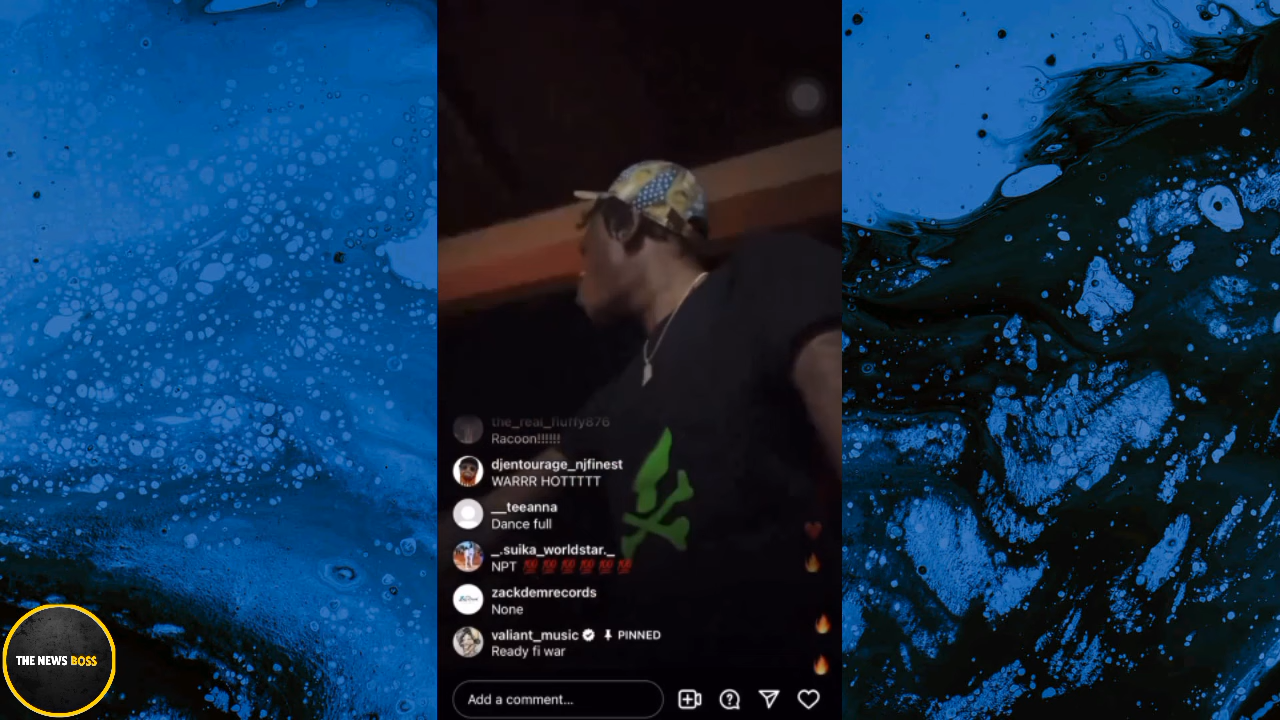 the_real_fluffy876
Racoon!!!!!!
djentourage_njfinest
WARRR HOTTTTT
__teeanna
Dance full
_.suika_worldstar._
NPT 💯💯💯💯💯💯
zackdemrecords
None
valiant_music PINNED
Ready fi war
Add a comment...
THE NEWS BOSS